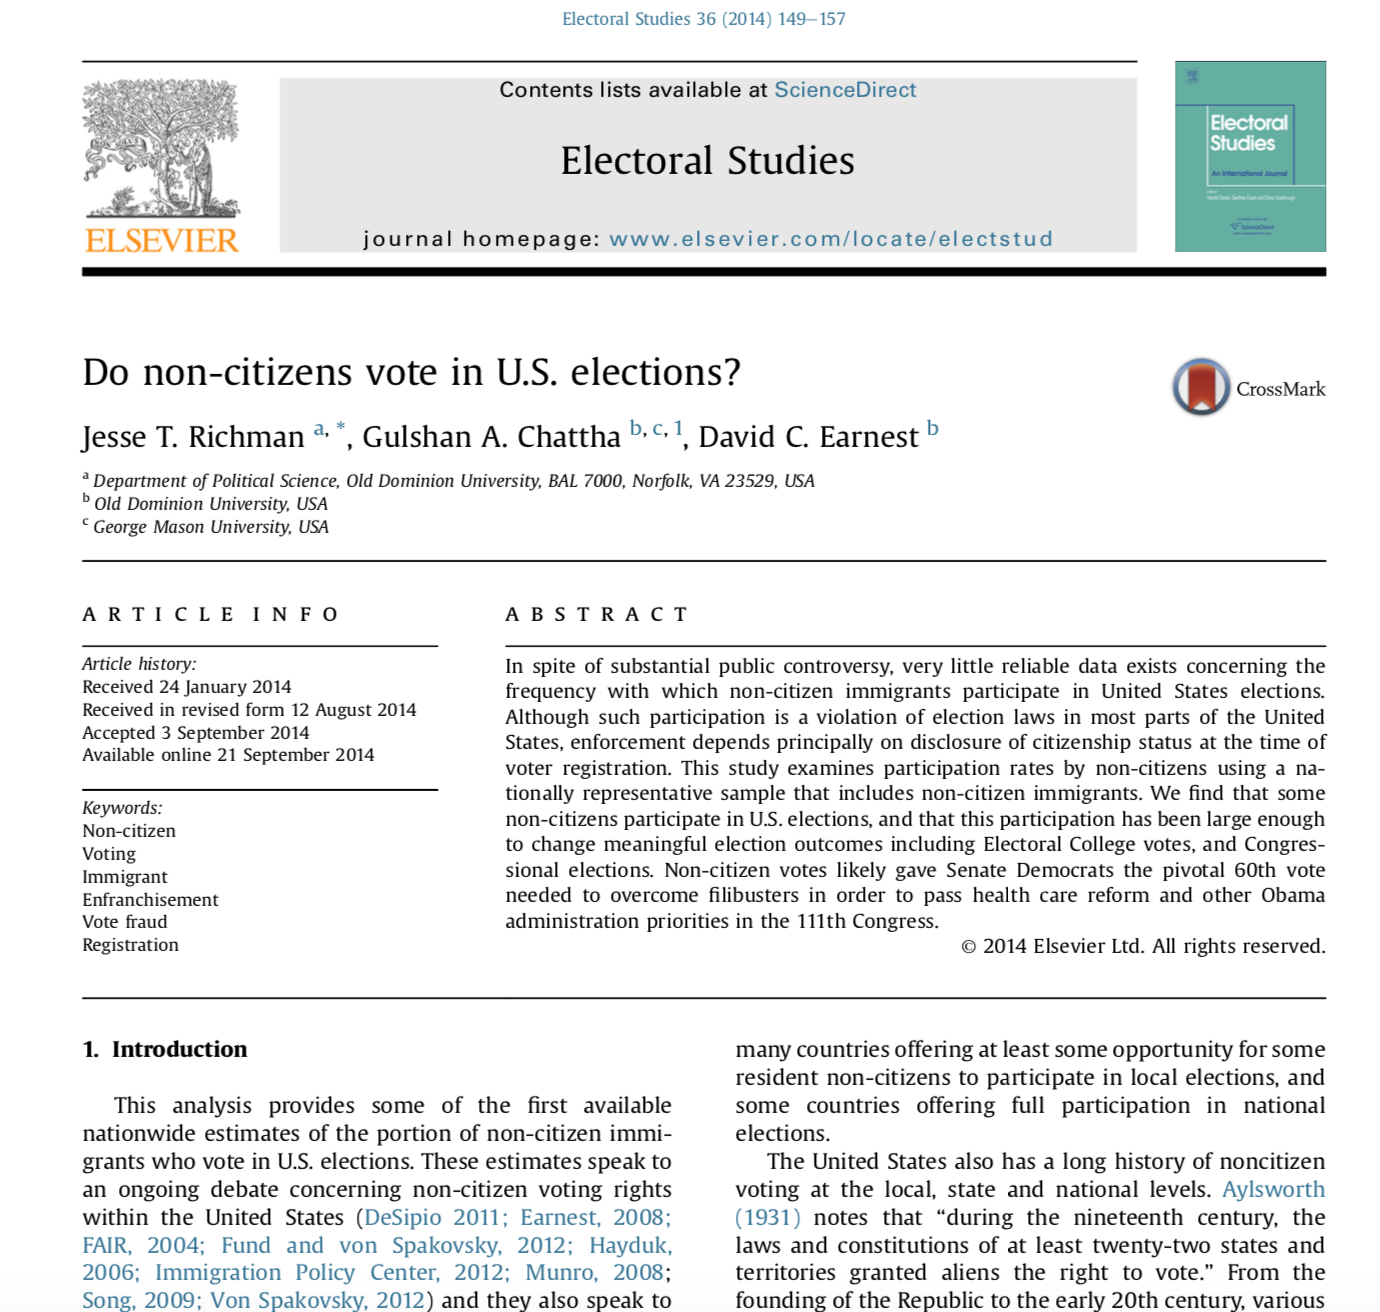 Electoral Studies 36 (2014) 149–157
Contents lists available at ScienceDirect
Electoral Studies
journal homepage: www.elsevier.com/locate/electstud
ELSEVIER
Electoral
Studies
An International Journal
ScienceDirect
Do non-citizens vote in U.S. elections?
CrossMark
Jesse T. Richman a, *, Gulshan A. Chattha b, c, 1, David C. Earnest b
a Department of Political Science, Old Dominion University, BAL 7000, Norfolk, VA 23529, USA
b Old Dominion University, USA
c George Mason University, USA
ARTICLE INFO
Article history:
Received 24 January 2014
Received in revised form 12 August 2014
Accepted 3 September 2014
Available online 21 September 2014
Keywords:
Non-citizen
Voting
Immigrant
Enfranchisement
Vote fraud
Registration
ABSTRACT
In spite of substantial public controversy, very little reliable data exists concerning the
frequency with which non-citizen immigrants participate in United States elections.
Although such participation is a violation of election laws in most parts of the United
States, enforcement depends principally on disclosure of citizenship status at the time of
voter registration. This study examines participation rates by non-citizens using a na-
tionally representative sample that includes non-citizen immigrants. We find that some
non-citizens participate in U.S. elections, and that this participation has been large enough
to change meaningful election outcomes including Electoral College votes, and Congres-
sional elections. Non-citizen votes likely gave Senate Democrats the pivotal 60th vote
needed to overcome filibusters in order to pass health care reform and other Obama
administration priorities in the 111th Congress.
© 2014 Elsevier Ltd. All rights reserved.
1. Introduction
This analysis provides some of the first available
nationwide estimates of the portion of non-citizen immi-
grants who vote in U.S. elections. These estimates speak to
an ongoing debate concerning non-citizen voting rights
within the United States (DeSipio 2011; Earnest, 2008;
FAIR, 2004; Fund and von Spakovsky, 2012; Hayduk,
2006; Immigration Policy Center, 2012; Munro, 2008;
Song, 2009; Von Spakovsky, 2012) and they also speak to
many countries offering at least some opportunity for some
resident non-citizens to participate in local elections, and
some countries offering full participation in national
elections.
The United States also has a long history of noncitizen
voting at the local, state and national levels. Aylsworth
(1931) notes that “during the nineteenth century, the
laws and constitutions of at least twenty-two states and
territories granted aliens the right to vote.” From the
founding of the Republic to the early 20th century, various